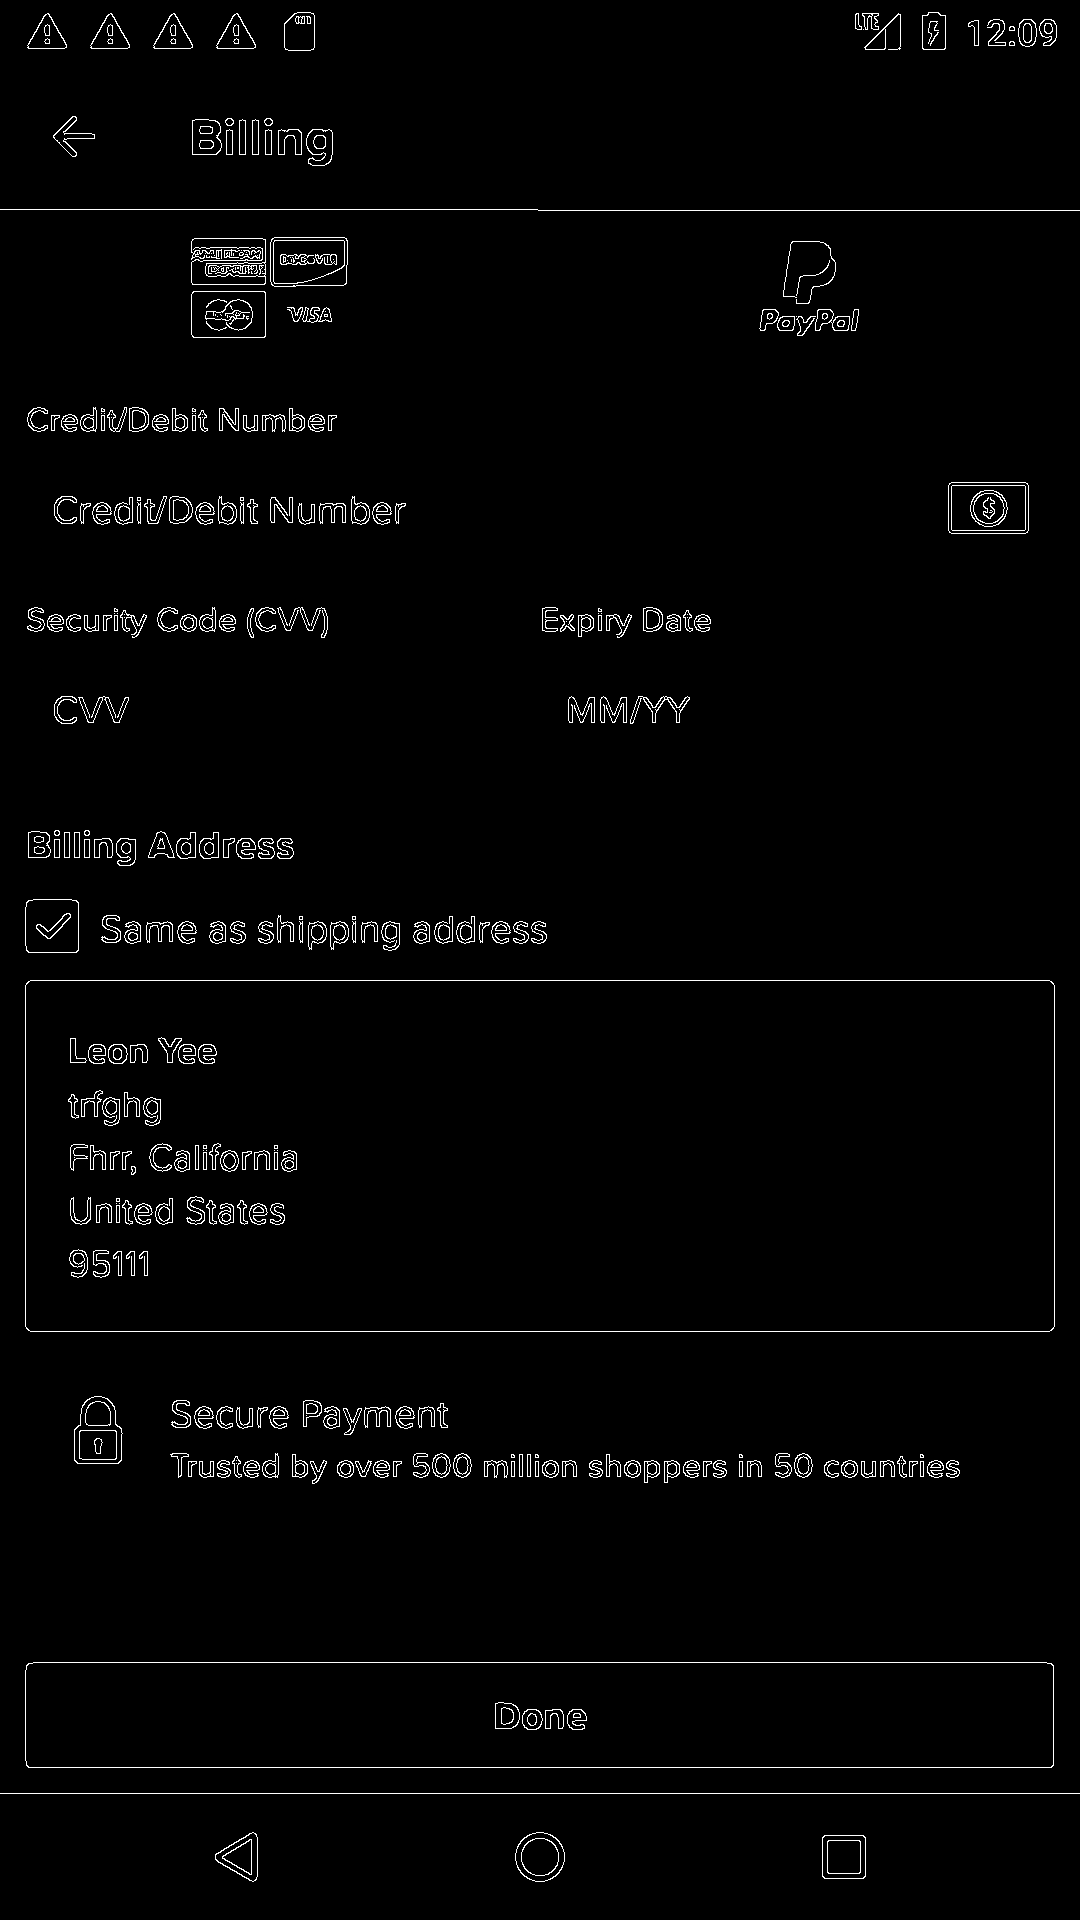 LTE 12:09
Billing
DISCOVER
VISA
PayPal
Credit/Debit Number
Credit/Debit Number
Security Code (CVV) Expiry Date
CVV MM/YY
Billing Address
Same as shipping address
Leon Yee
trfghg
Fhrr, California
United States
95111
Secure Payment
Trusted by over 500 million shoppers in 50 countries
Done